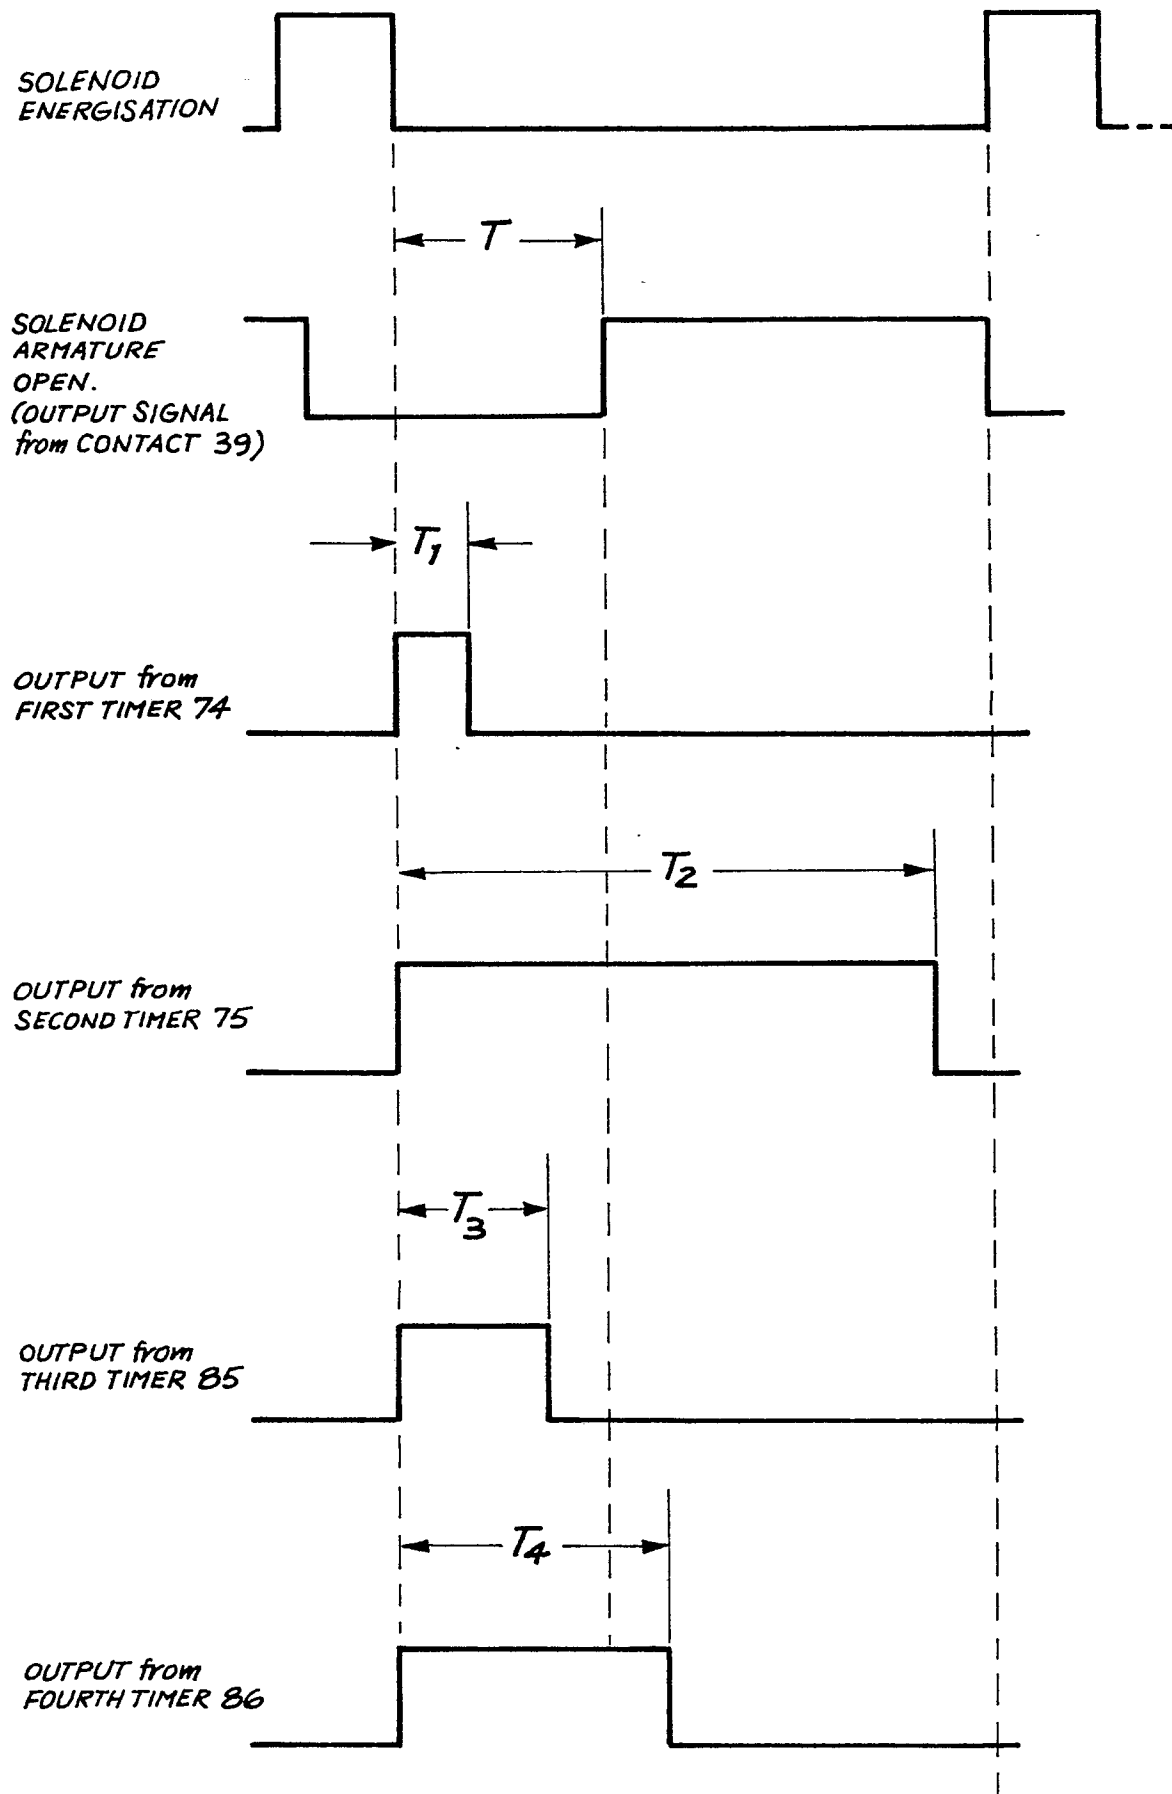 SOLENOID
ENERGISATION
T
SOLENOID
ARMATURE
OPEN.
(OUTPUT SIGNAL
from CONTACT 39)
T1
OUTPUT from
FIRST TIMER 74
T2
OUTPUT from
SECOND TIMER 75
T3
OUTPUT from
THIRD TIMER 85
T4
OUTPUT from
FOURTH TIMER 86